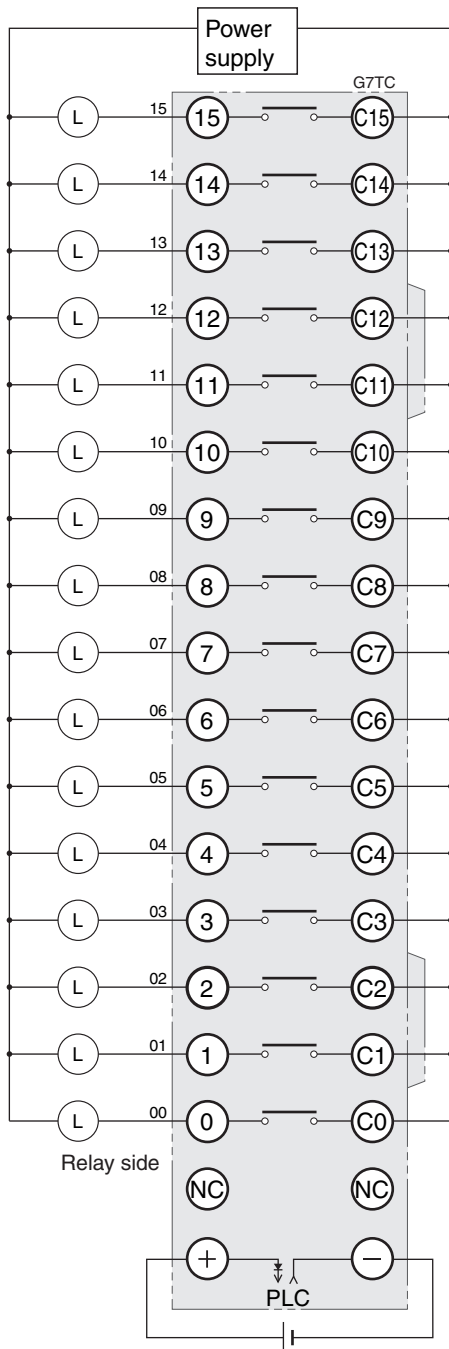 Power
supply
G7TC
L 15 15 C15
L 14 14 C14
L 13 13 C13
L 12 12 C12
L 11 11 C11
L 10 10 C10
L 09 9 C9
L 08 8 C8
L 07 7 C7
L 06 6 C6
L 05 5 C5
L 04 4 C4
L 03 3 C3
L 02 2 C2
L 01 1 C1
L 00 0 C0
Relay side
NC NC
+ −
PLC